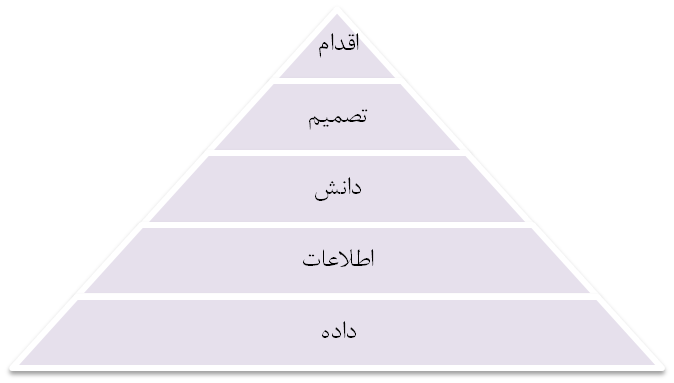 اقدام
تصمیم
دانش
اطلاعات
داده